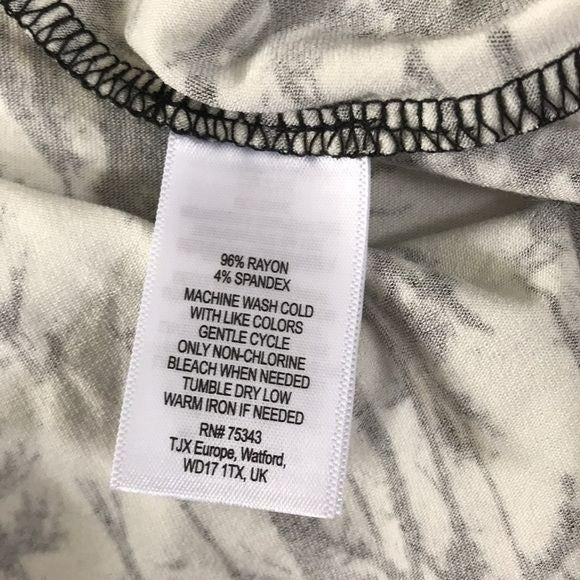 96% RAYON
4% SPANDEX
MACHINE WASH COLD
WITH LIKE COLORS
GENTLE CYCLE
ONLY NON-CHLORINE
BLEACH WHEN NEEDED
TUMBLE DRY LOW
WARM IRON IF NEEDED
RN# 75343
TJX Europe, Watford,
WD17 1TX, UK